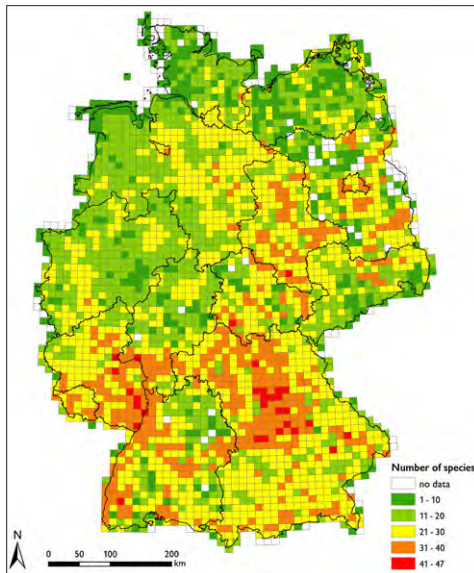 Number of species
no data
1 - 10
11 - 20
21 - 30
31 - 40
41 - 47
N
0 50 100 200
km